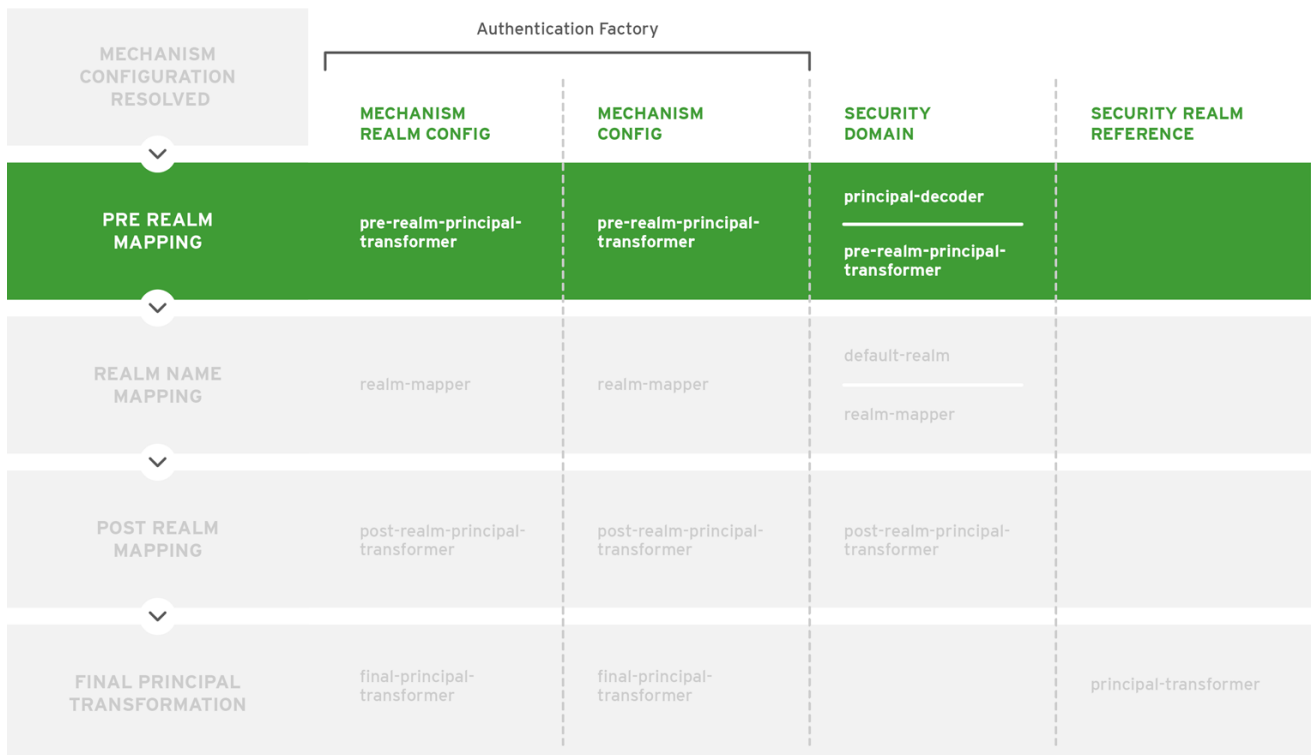 Authentication Factory
MECHANISM
CONFIGURATION
RESOLVED
MECHANISM
REALM CONFIG
MECHANISM
CONFIG
SECURITY
DOMAIN
SECURITY REALM
REFERENCE
PRE REALM
MAPPING
pre-realm-principal-
transformer
pre-realm-principal-
transformer
principal-decoder
pre-realm-principal-
transformer
REALM NAME
MAPPING
realm-mapper
realm-mapper
default-realm
realm-mapper
POST REALM
MAPPING
post-realm-principal-
transformer
post-realm-principal-
transformer
post-realm-principal-
transformer
FINAL PRINCIPAL
TRANSFORMATION
final-principal-
transformer
final-principal-
transformer
principal-transformer